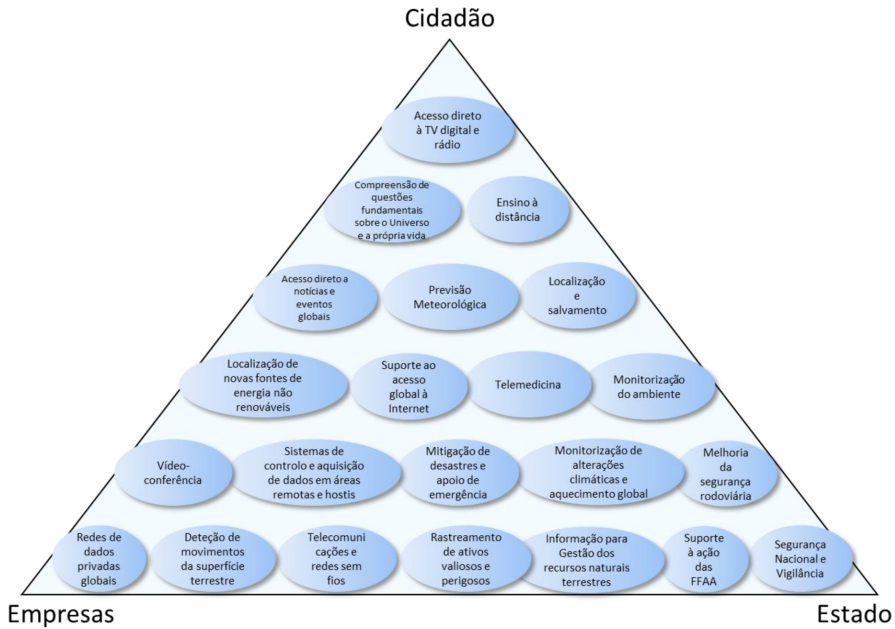 Cidadão
Acesso direto
à TV digital e
rádio
Compreensão de
questões
fundamentais
sobre o Universo
e a própria vida
Ensino à
distância
Acesso direto a
notícias e
eventos
globais
Previsão
Meteorológica
Localização
e
salvamento
Localização de
novas fontes de
energia não
renováveis
Suporte ao
acesso
global à
Internet
Telemedicina
Monitorização
do ambiente
Vídeo-
conferência
Sistemas de
controlo e aquisição
de dados em áreas
remotas e hostis
Mitigação de
desastres e
apoio de
emergência
Monitorização de
alterações
climáticas e
aquecimento global
Melhoria
da
segurança
rodoviária
Redes de
dados
privadas
globais
Deteção de
movimentos
da superfície
terrestre
Telecomuni
cações e
redes sem
fios
Rastreamento
de ativos
valiosos e
perigosos
Informação para
Gestão dos
recursos naturais
terrestres
Suporte
à ação
das
FFAA
Segurança
Nacional e
Vigilância
Empresas
Estado